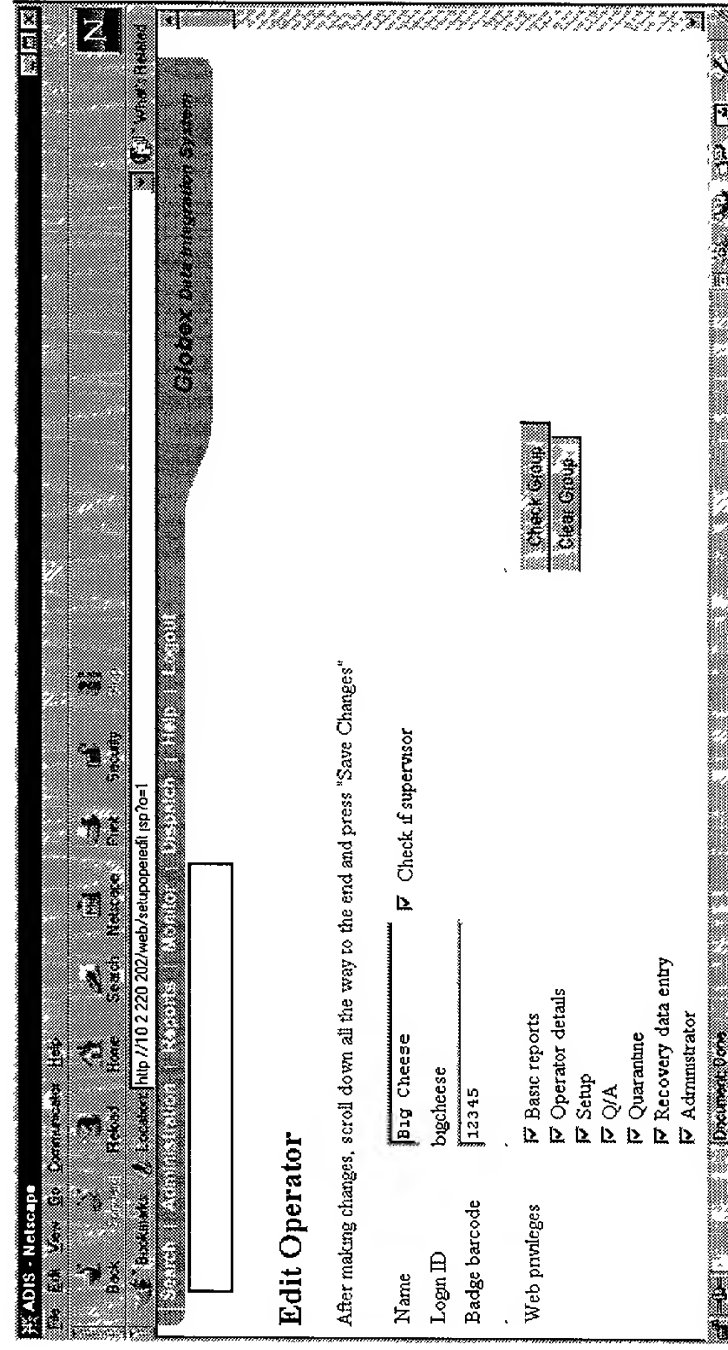 ADIS - Netscape
File Edit View Go Communicator Help
Back Reload Home Search Netscape Print Security Stop
Bookmarks Location: http //10 2 220 202/web/setupoperedit jsp?o=1 What's Related
Search | Administration | Reports | Monitor | Dispatch | Help | Logout
Globex Data Integration System
Edit Operator
After making changes, scroll down all the way to the end and press "Save Changes"
Name Big Cheese Check if supervisor
Login ID bigcheese
Badge barcode 12345
Web privileges Basic reports
Operator details
Setup
Q/A
Quarantine
Recovery data entry
Administrator
Check Group
Clear Group
Document Done